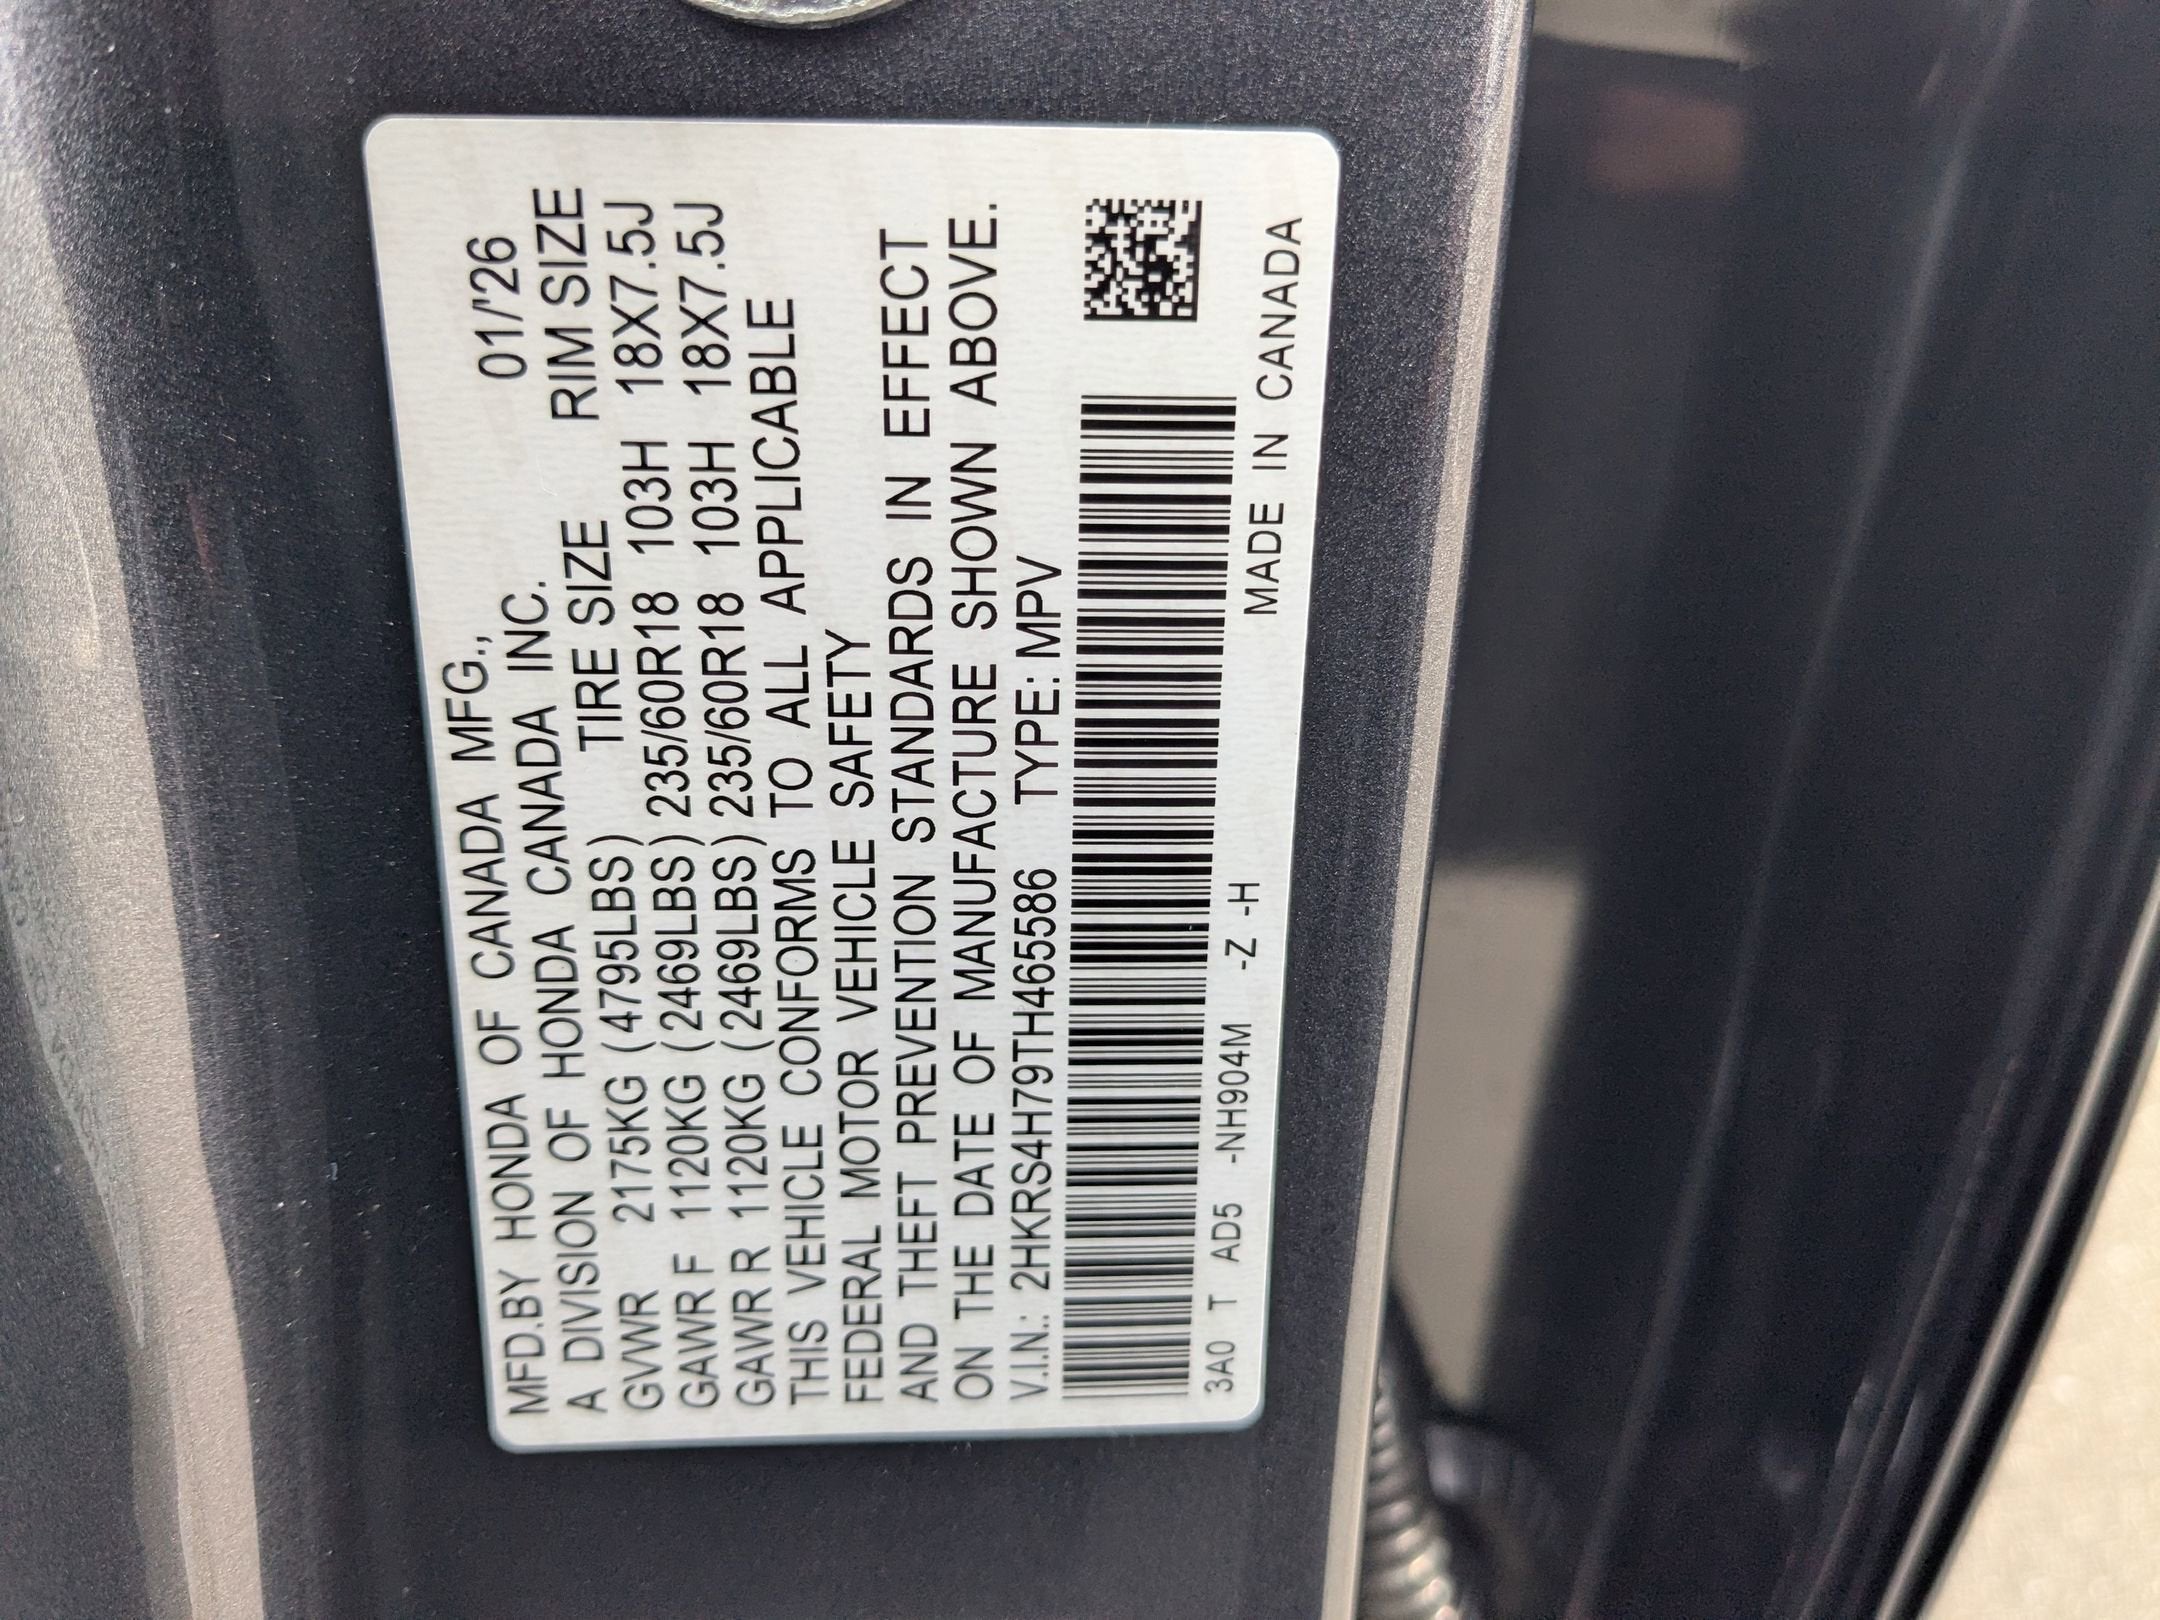 MFD.BY HONDA OF CANADA MFG., 01/'26
A DIVISION OF HONDA CANADA INC.
TIRE SIZE RIM SIZE
GVWR 2175KG (4795LBS)
GAWR F 1120KG (2469LBS) 235/60R18 103H 18X7.5J
GAWR R 1120KG (2469LBS) 235/60R18 103H 18X7.5J
THIS VEHICLE CONFORMS TO ALL APPLICABLE
FEDERAL MOTOR VEHICLE SAFETY
AND THEFT PREVENTION STANDARDS IN EFFECT
ON THE DATE OF MANUFACTURE SHOWN ABOVE.
V.I.N.: 2HKRS4H79TH465586 TYPE: MPV
3A0 T AD5 -NH904M -Z -H MADE IN CANADA